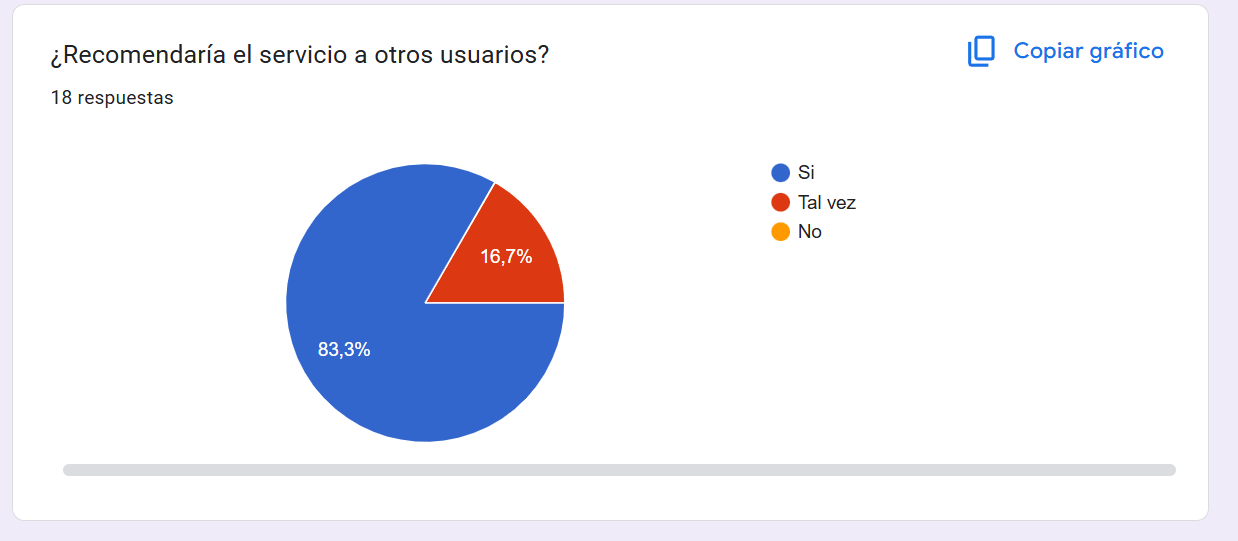 ¿Recomendaría el servicio a otros usuarios?
Copiar gráfico
18 respuestas
Si
Tal vez
No
16,7%
83,3%